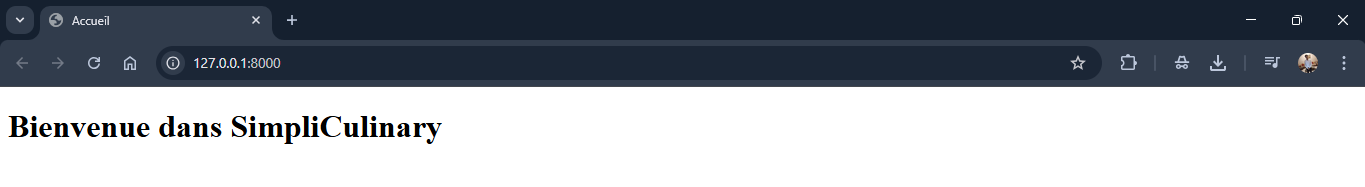 Accueil
127.0.0.1:8000
Bienvenue dans SimpliCulinary